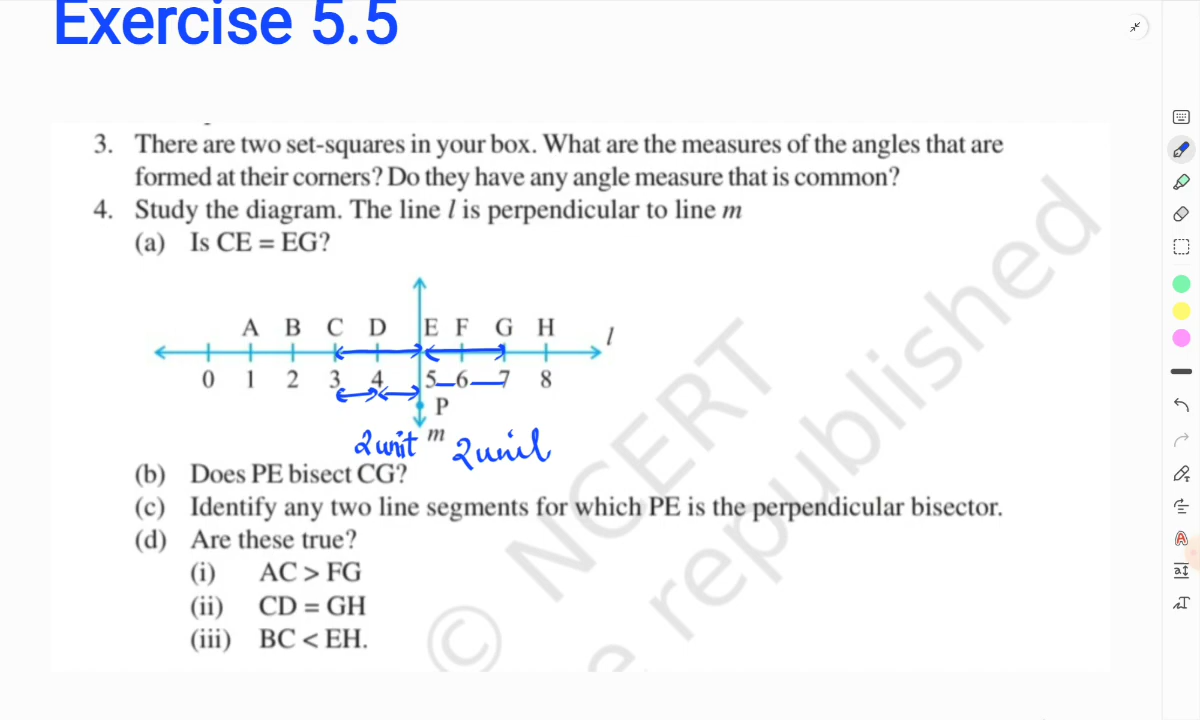 Exercise 5.5
3. There are two set-squares in your box. What are the measures of the angles that are
formed at their corners? Do they have any angle measure that is common?
4. Study the diagram. The line l is perpendicular to line m
(a) Is CE = EG?
A B C D E F G H l
0 1 2 3 4 5 6 7 8
P
m
2unit 2unit
(b) Does PE bisect CG?
(c) Identify any two line segments for which PE is the perpendicular bisector.
(d) Are these true?
(i) AC > FG
(ii) CD = GH
(iii) BC < EH.
© NCERT
republished